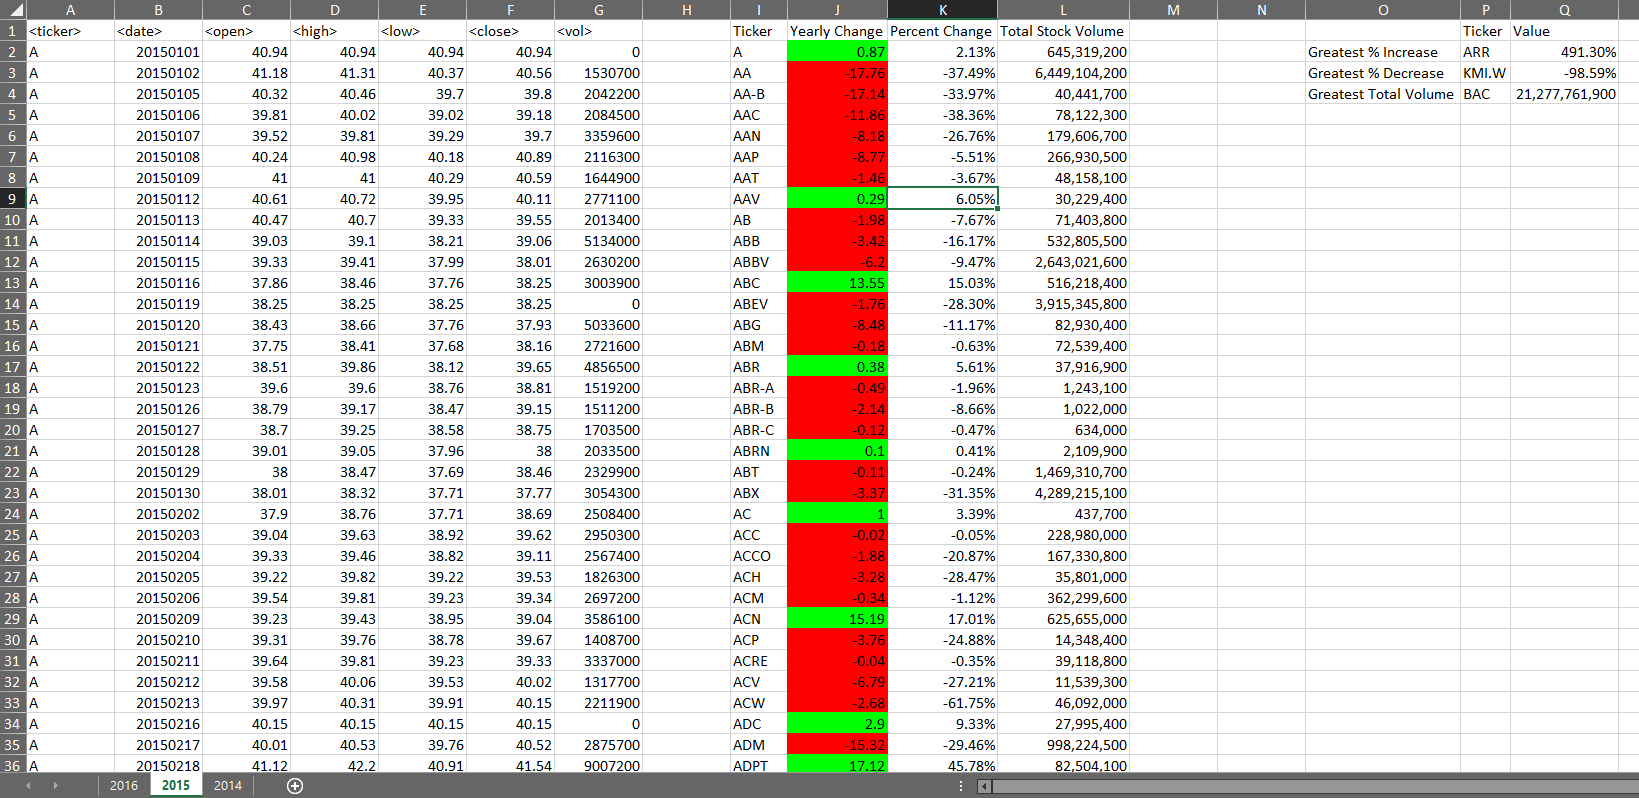 A B C D E F G H I J K L M N O P Q
1 <ticker> <date> <open> <high> <low> <close> <vol> Ticker Yearly Change Percent Change Total Stock Volume Ticker Value
2 A 20150101 40.94 40.94 40.94 40.94 0 A 0.87 2.13% 645,319,200 Greatest % Increase ARR 491.30%
3 A 20150102 41.18 41.31 40.37 40.56 1530700 AA -17.76 -37.49% 6,449,104,200 Greatest % Decrease KMI.W -98.59%
4 A 20150105 40.32 40.46 39.7 39.8 2042200 AA-B -17.14 -33.97% 40,441,700 Greatest Total Volume BAC 21,277,761,900
5 A 20150106 39.81 40.02 39.02 39.18 2084500 AAC -11.86 -38.36% 78,122,300
6 A 20150107 39.52 39.81 39.29 39.7 3359600 AAN -8.18 -26.76% 179,606,700
7 A 20150108 40.24 40.98 40.18 40.89 2116300 AAP -8.77 -5.51% 266,930,500
8 A 20150109 41 41 40.29 40.59 1644900 AAT -1.46 -3.67% 48,158,100
9 A 20150112 40.61 40.72 39.95 40.11 2771100 AAV 0.29 6.05% 30,229,400
10 A 20150113 40.47 40.7 39.33 39.55 2013400 AB -1.98 -7.67% 71,403,800
11 A 20150114 39.03 39.1 38.21 39.06 5134000 ABB -3.42 -16.17% 532,805,500
12 A 20150115 39.33 39.41 37.99 38.01 2630200 ABBV -6.2 -9.47% 2,643,021,600
13 A 20150116 37.86 38.46 37.76 38.25 3003900 ABC 13.55 15.03% 516,218,400
14 A 20150119 38.25 38.25 38.25 38.25 0 ABEV -1.76 -28.30% 3,915,345,800
15 A 20150120 38.43 38.66 37.76 37.93 5033600 ABG -8.48 -11.17% 82,930,400
16 A 20150121 37.75 38.41 37.68 38.16 2721600 ABM -0.18 -0.63% 72,539,400
17 A 20150122 38.51 39.86 38.12 39.65 4856500 ABR 0.38 5.61% 37,916,900
18 A 20150123 39.6 39.6 38.76 38.81 1519200 ABR-A -0.49 -1.96% 1,243,100
19 A 20150126 38.79 39.17 38.47 39.15 1511200 ABR-B -2.14 -8.66% 1,022,000
20 A 20150127 38.7 39.25 38.58 38.75 1703500 ABR-C -0.12 -0.47% 634,000
21 A 20150128 39.01 39.05 37.96 38 2033500 ABRN 0.1 0.41% 2,109,900
22 A 20150129 38 38.47 37.69 38.46 2329900 ABT -0.11 -0.24% 1,469,310,700
23 A 20150130 38.01 38.32 37.71 37.77 3054300 ABX -3.37 -31.35% 4,289,215,100
24 A 20150202 37.9 38.76 37.71 38.69 2508400 AC 1 3.39% 437,700
25 A 20150203 39.04 39.63 38.92 39.62 2950300 ACC -0.02 -0.05% 228,980,000
26 A 20150204 39.33 39.46 38.82 39.11 2567400 ACCO -1.88 -20.87% 167,330,800
27 A 20150205 39.22 39.82 39.22 39.53 1826300 ACH -3.28 -28.47% 35,801,000
28 A 20150206 39.54 39.81 39.23 39.34 2697200 ACM -0.34 -1.12% 362,299,600
29 A 20150209 39.23 39.43 38.95 39.04 3586100 ACN 15.19 17.01% 625,655,000
30 A 20150210 39.31 39.76 38.78 39.67 1408700 ACP -3.76 -24.88% 14,348,400
31 A 20150211 39.64 39.81 39.23 39.33 3337000 ACRE -0.04 -0.35% 39,118,800
32 A 20150212 39.58 40.06 39.53 40.02 1317700 ACV -6.79 -27.21% 11,539,300
33 A 20150213 39.97 40.31 39.91 40.15 2211900 ACW -2.68 -61.75% 46,092,000
34 A 20150216 40.15 40.15 40.15 40.15 0 ADC 2.9 9.33% 27,995,400
35 A 20150217 40.01 40.53 39.76 40.52 2875700 ADM -15.32 -29.46% 998,224,500
36 A 20150218 41.12 42.2 40.91 41.54 9007200 ADPT 17.12 45.78% 82,504,100
2016 2015 2014